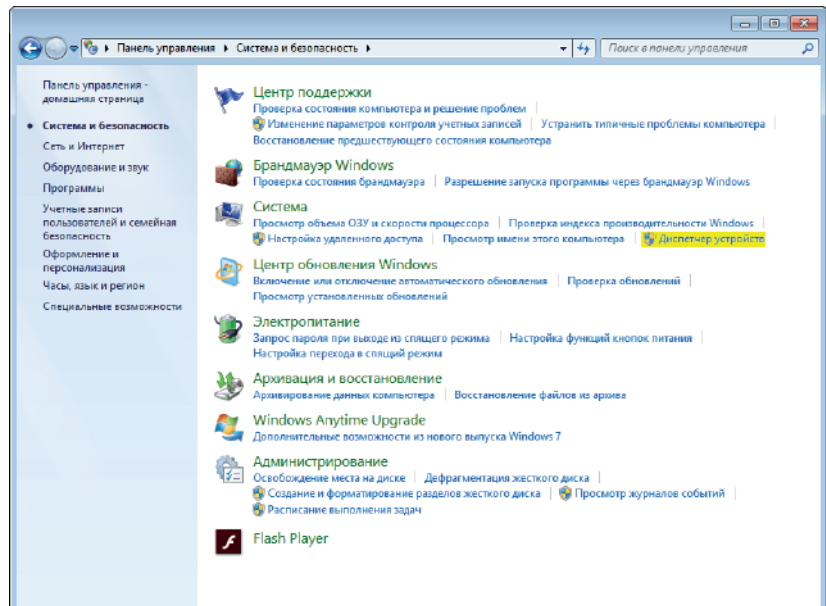 Панель управления ▸ Система и безопасность ▸
Поиск в панели управления
Панель управления -
домашняя страница
Система и безопасность
Сеть и Интернет
Оборудование и звук
Программы
Учетные записи
пользователей и семейная
безопасность
Оформление и
персонализация
Часы, язык и регион
Специальные возможности
Центр поддержки
Проверка состояния компьютера и решение проблем
Изменение параметров контроля учетных записей
Устранить типичные проблемы компьютера
Восстановление предшествующего состояния компьютера
Брандмауэр Windows
Проверка состояния брандмауэра
Разрешение запуска программы через брандмауэр Windows
Система
Просмотр объема ОЗУ и скорости процессора
Проверка индекса производительности Windows
Настройка удаленного доступа
Просмотр имени этого компьютера
Диспетчер устройств
Центр обновления Windows
Включение или отключение автоматического обновления
Проверка обновлений
Просмотр установленных обновлений
Электропитание
Запрос пароля при выходе из спящего режима
Настройка функций кнопок питания
Настройка перехода в спящий режим
Архивация и восстановление
Архивирование данных компьютера
Восстановление файлов из архива
Windows Anytime Upgrade
Дополнительные возможности из нового выпуска Windows 7
Администрирование
Освобождение места на диске
Дефрагментация жесткого диска
Создание и форматирование разделов жесткого диска
Просмотр журналов событий
Расписание выполнения задач
Flash Player